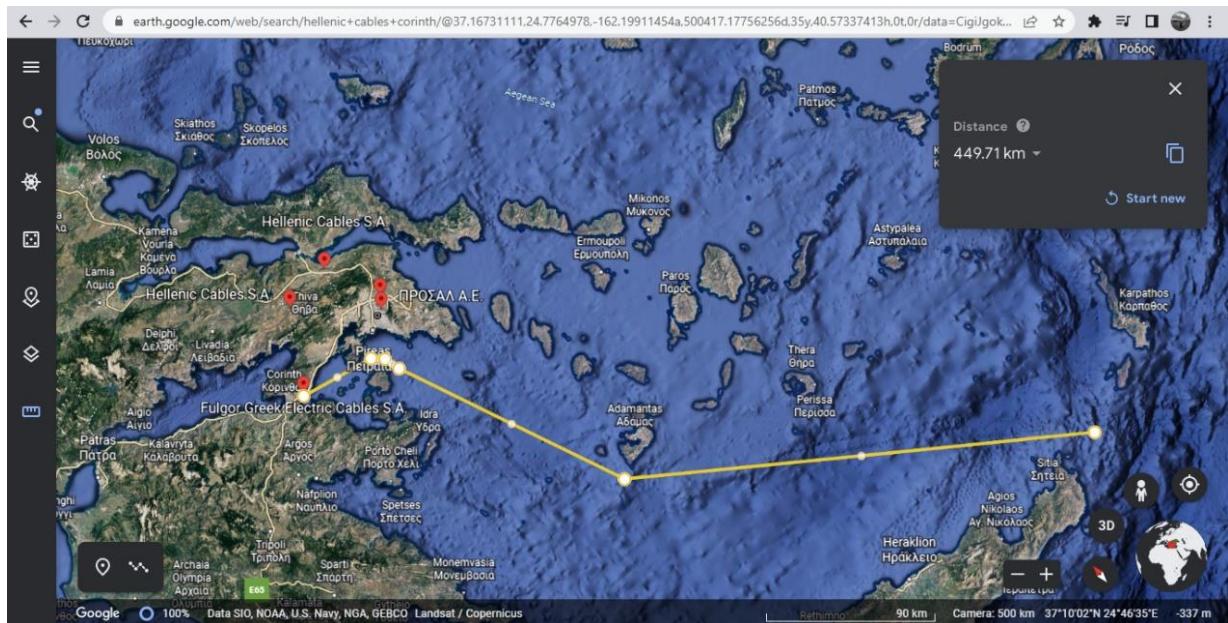 earth.google.com/web/search/hellenic+cables+corinth/@37.16731111,24.7764978,-162.19911454a,500417.17756256d,35y,40.57337413h,0t,0r/data=CigiJgok...
Πευκοχώρι
Bodrum
Ρόδος
Aegean Sea
Patmos
Πάτμος
Distance
449.71 km
Start new
Skiathos
Σκιάθος
Skopelos
Σκόπελος
Volos
Βόλος
Mikonos
Μύκονος
Hellenic Cables S.A.
Ermoupoli
Ερμούπολη
Astypalea
Αστυπάλαια
Kamena
Vourla
Καμένα
Βούρλα
Lamia
Λαμία
Paros
Πάρος
Karpathos
Κάρπαθος
Hellenic Cables S.A.
Thiva
Θήβα
ΠΡΟΣΑΛ Α.Ε.
Delphi
Δελφοί
Livadia
Λειβαδιά
Pireas
Πειραιάς
Thera
Θήρα
Corinth
Κόρινθος
Perissa
Περίσσα
Aigio
Αίγιο
Fulgor Greek Electric Cables S.A.
Idra
Ύδρα
Adamantas
Αδάμας
Patras
Πάτρα
Kalavryta
Καλάβρυτα
Argos
Άργος
Porto Cheli
Πόρτο Χέλι
Sitia
Σητεία
Nafplion
Ναύπλιο
Spetses
Σπέτσες
Agios
Nikolaos
Αγ. Νικόλαος
3D
Tripoli
Τρίπολη
Heraklion
Ηράκλειο
Archaia
Olympia
Αρχαία
Ολυμπία
Sparti
Σπάρτη
Monemvasia
Μονεμβασιά
E65
Kalamata
Gytheio
Ιεράπετρα
Rethimno
Google 100% Data SIO, NOAA, U.S. Navy, NGA, GEBCO Landsat / Copernicus 90 km Camera: 500 km 37°10'02"N 24°46'35"E -337 m